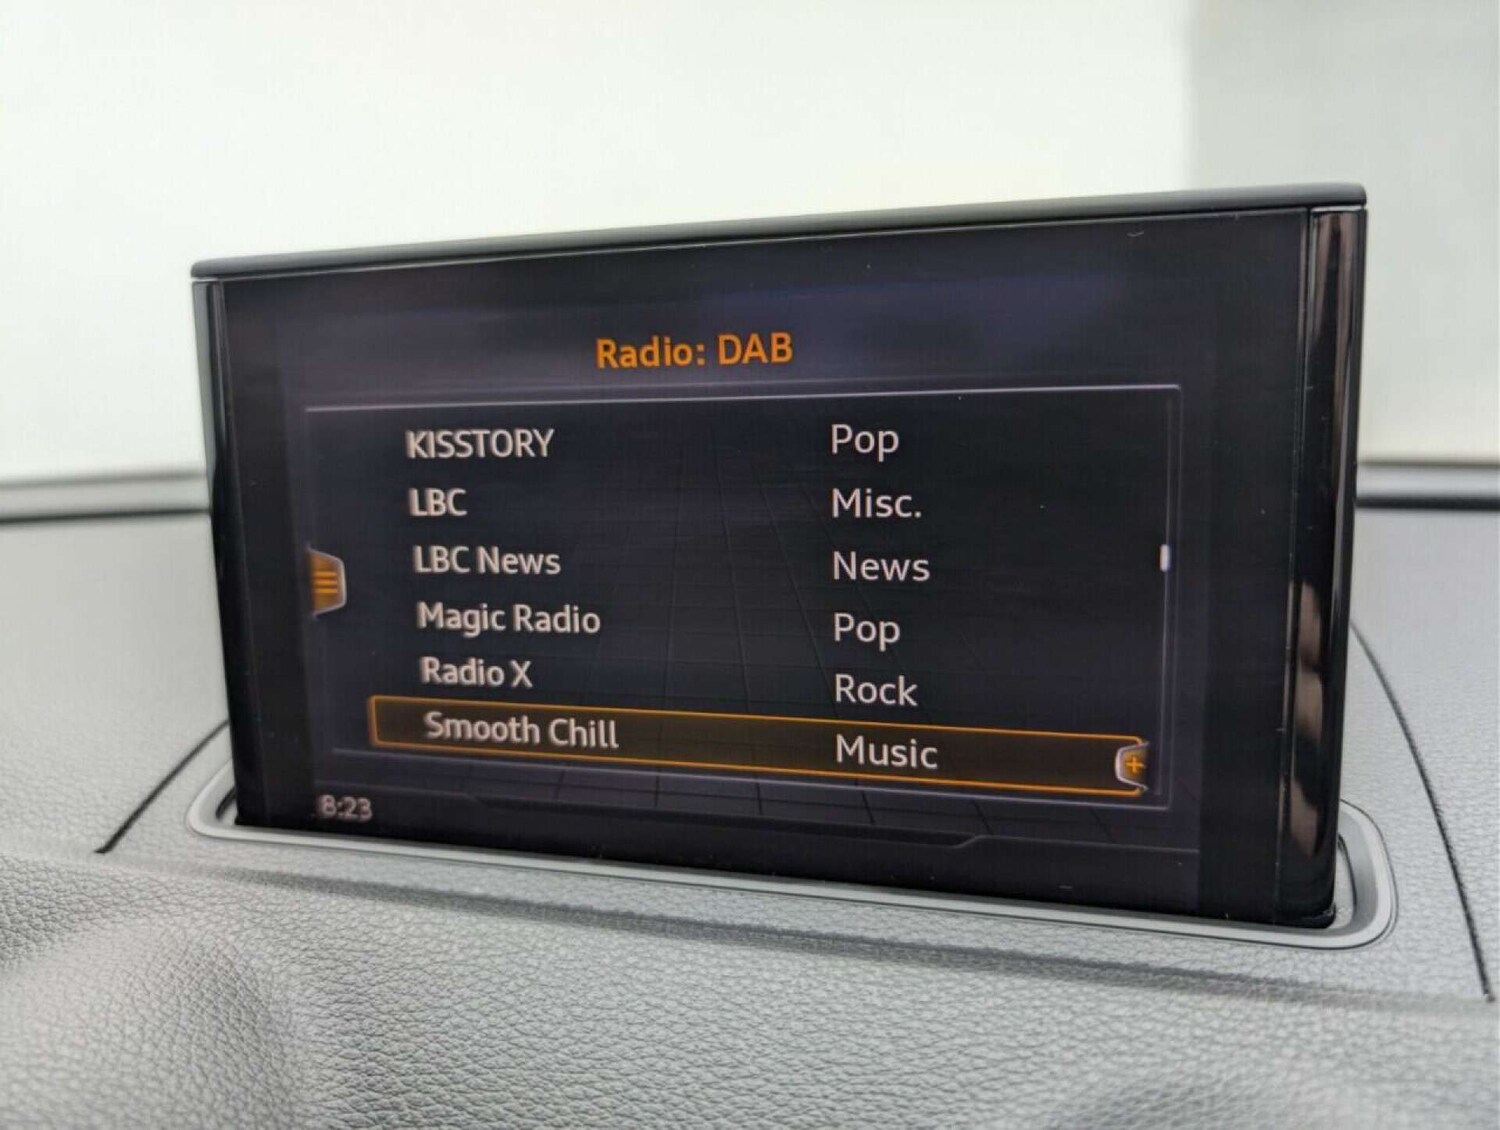 Radio: DAB
KISSTORY Pop
LBC Misc.
LBC News News
Magic Radio Pop
Radio X Rock
Smooth Chill Music
8:23